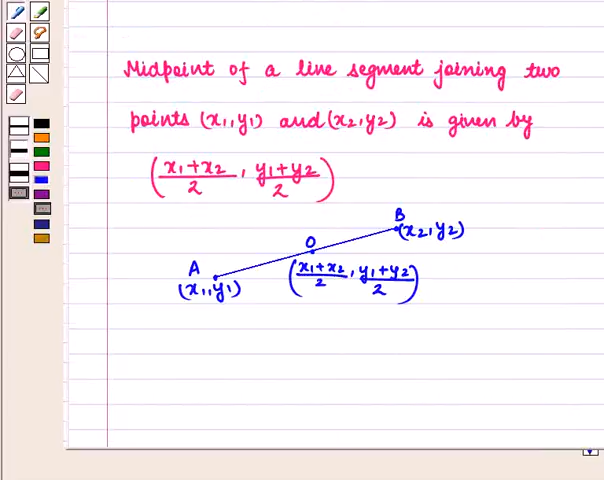 Midpoint of a line segment joining two
points (x1,y1) and (x2,y2) is given by
(x1+x2/2, y1+y2/2)
B
(x2,y2)
O
A
(x1,y1)
(x1+x2/2, y1+y2/2)